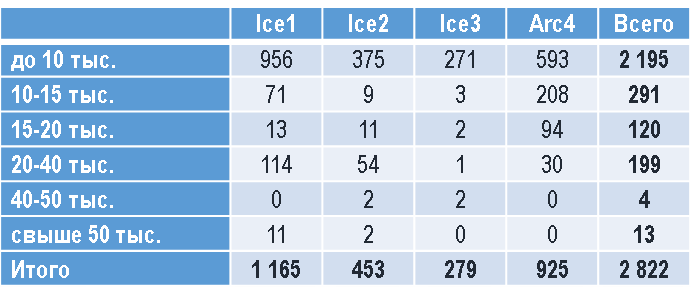 Ice1 Ice2 Ice3 Arc4 Всего
до 10 тыс. 956 375 271 593 2 195
10-15 тыс. 71 9 3 208 291
15-20 тыс. 13 11 2 94 120
20-40 тыс. 114 54 1 30 199
40-50 тыс. 0 2 2 0 4
свыше 50 тыс. 11 2 0 0 13
Итого 1 165 453 279 925 2 822